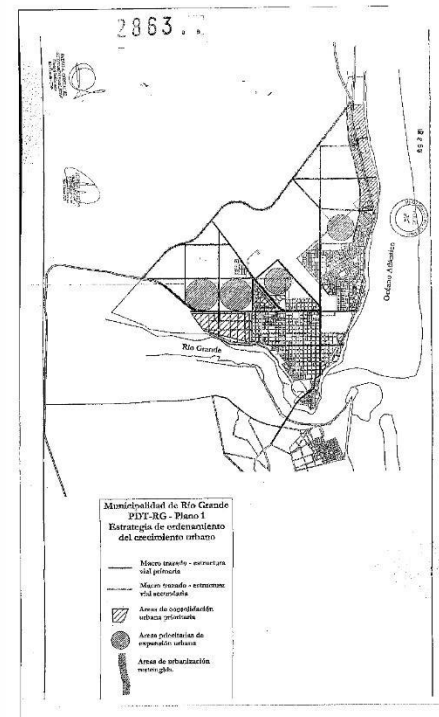 2863
Océano Atlántico
Río Grande
Municipalidad de Río Grande
PDT-RG - Plano 1
Estrategia de ordenamiento
del crecimiento urbano
Macro trazado - estructura
vial primaria
Macro trazado - estructura
vial secundaria
Areas de consolidación
urbana prioritaria
Areas prioritarias de
expansión urbana
Areas de urbanización
restringida